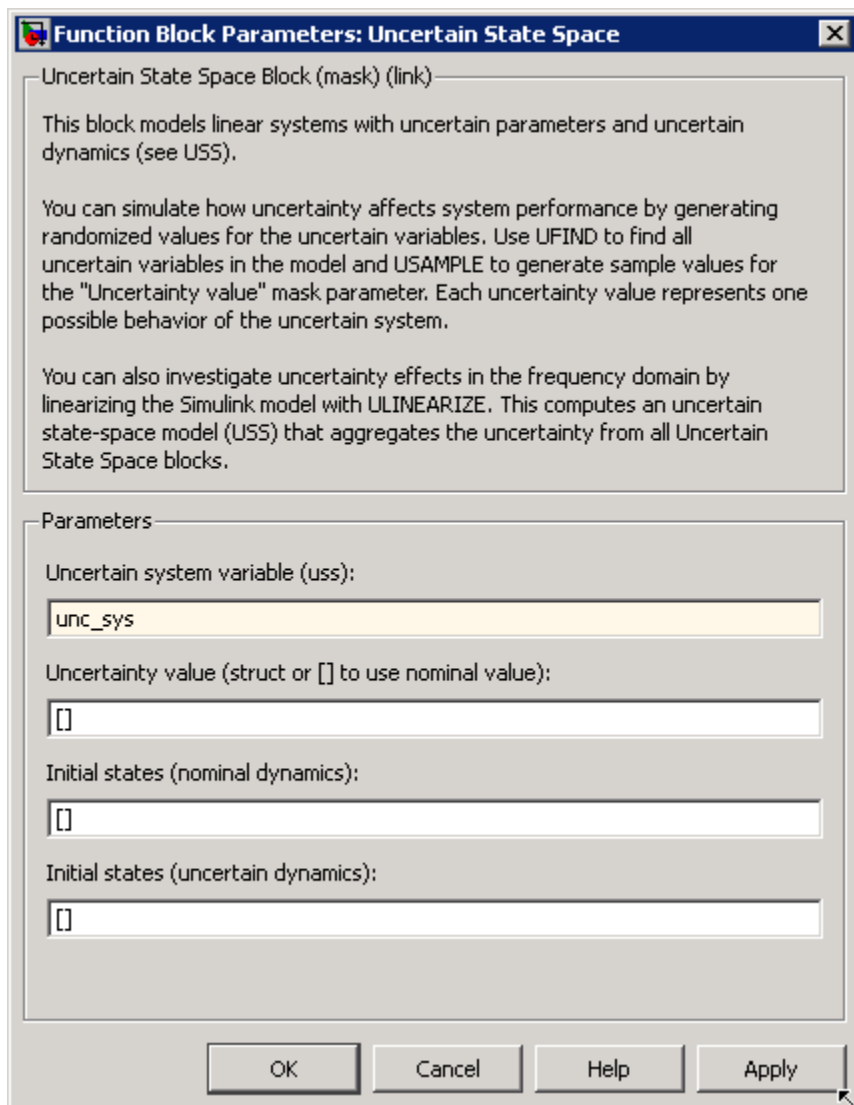 Function Block Parameters: Uncertain State Space
Uncertain State Space Block (mask) (link)
This block models linear systems with uncertain parameters and uncertain
dynamics (see USS).
You can simulate how uncertainty affects system performance by generating
randomized values for the uncertain variables. Use UFIND to find all
uncertain variables in the model and USAMPLE to generate sample values for
the "Uncertainty value" mask parameter. Each uncertainty value represents one
possible behavior of the uncertain system.
You can also investigate uncertainty effects in the frequency domain by
linearizing the Simulink model with ULINEARIZE. This computes an uncertain
state-space model (USS) that aggregates the uncertainty from all Uncertain
State Space blocks.
Parameters
Uncertain system variable (uss):
unc_sys
Uncertainty value (struct or [] to use nominal value):
[]
Initial states (nominal dynamics):
[]
Initial states (uncertain dynamics):
[]
OK Cancel Help Apply